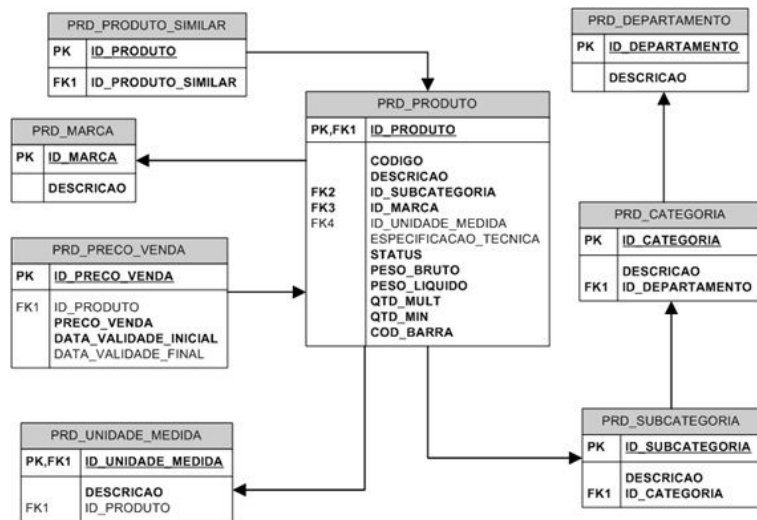 PRD_PRODUTO_SIMILAR
PK ID_PRODUTO
FK1 ID_PRODUTO_SIMILAR
PRD_DEPARTAMENTO
PK ID_DEPARTAMENTO
DESCRICAO
PRD_MARCA
PK ID_MARCA
DESCRICAO
PRD_PRODUTO
PK,FK1 ID_PRODUTO
CODIGO
DESCRICAO
FK2 ID_SUBCATEGORIA
FK3 ID_MARCA
FK4 ID_UNIDADE_MEDIDA
ESPECIFICACAO_TECNICA
STATUS
PESO_BRUTO
PESO_LIQUIDO
QTD_MULT
QTD_MIN
COD_BARRA
PRD_CATEGORIA
PK ID_CATEGORIA
DESCRICAO
FK1 ID_DEPARTAMENTO
PRD_PRECO_VENDA
PK ID_PRECO_VENDA
FK1 ID_PRODUTO
PRECO_VENDA
DATA_VALIDADE_INICIAL
DATA_VALIDADE_FINAL
PRD_UNIDADE_MEDIDA
PK,FK1 ID_UNIDADE_MEDIDA
DESCRICAO
FK1 ID_PRODUTO
PRD_SUBCATEGORIA
PK ID_SUBCATEGORIA
DESCRICAO
FK1 ID_CATEGORIA